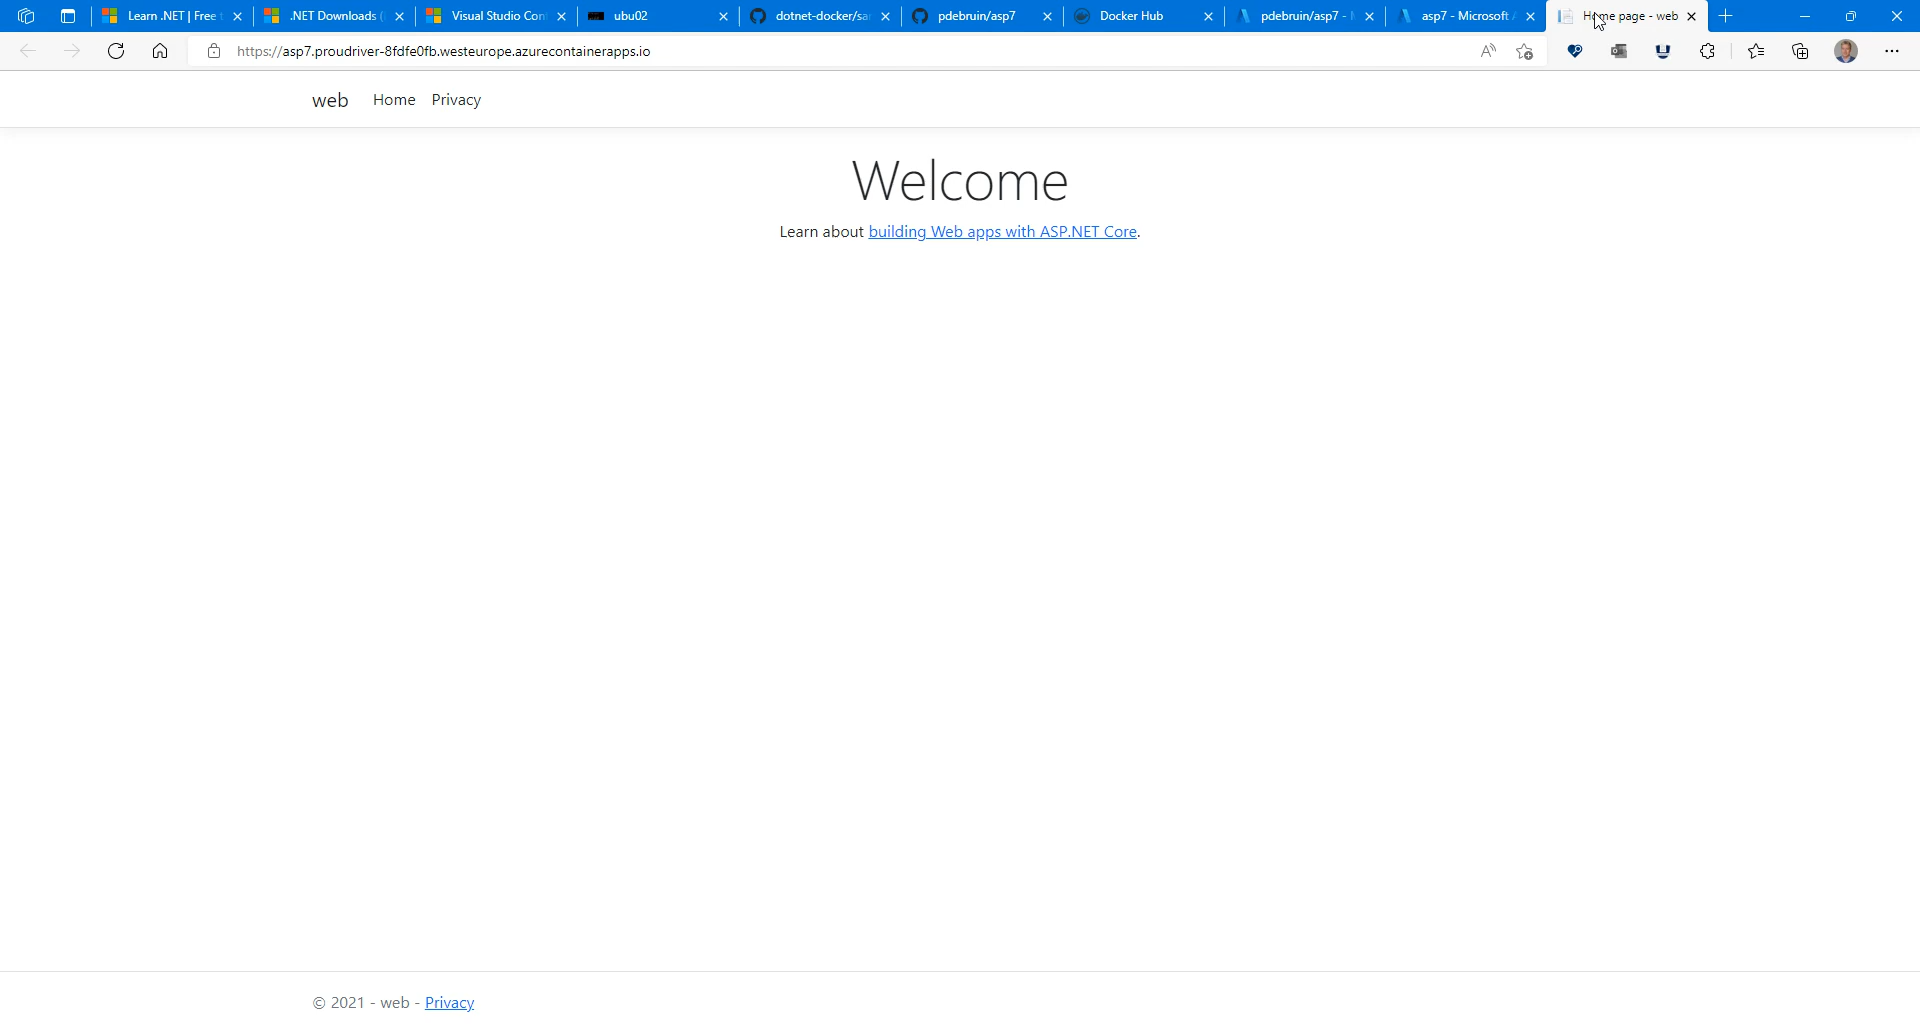 Learn .NET | Free
.NET Downloads
Visual Studio Con
ubu02
dotnet-docker/sa
pdebruin/asp7
Docker Hub
pdebruin/asp7 -
asp7 - Microsoft
Home page - web
https://asp7.proudriver-8fdfe0fb.westeurope.azurecontainerapps.io
web Home Privacy
Welcome
Learn about building Web apps with ASP.NET Core.
© 2021 - web - Privacy